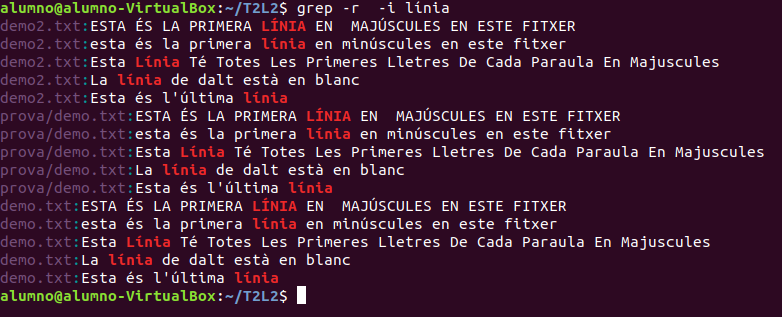 alumno@alumno-VirtualBox:~/T2L2$ grep -r  -i línia
demo2.txt:ESTA ÉS LA PRIMERA LÍNIA EN  MAJÚSCULES EN ESTE FITXER
demo2.txt:esta és la primera línia en minúscules en este fitxer
demo2.txt:Esta Línia Té Totes Les Primeres Lletres De Cada Paraula En Majuscules
demo2.txt:La línia de dalt està en blanc
demo2.txt:Esta és l'última línia
prova/demo.txt:ESTA ÉS LA PRIMERA LÍNIA EN  MAJÚSCULES EN ESTE FITXER
prova/demo.txt:esta és la primera línia en minúscules en este fitxer
prova/demo.txt:Esta Línia Té Totes Les Primeres Lletres De Cada Paraula En Majuscules
prova/demo.txt:La línia de dalt està en blanc
prova/demo.txt:Esta és l'última línia
demo.txt:ESTA ÉS LA PRIMERA LÍNIA EN  MAJÚSCULES EN ESTE FITXER
demo.txt:esta és la primera línia en minúscules en este fitxer
demo.txt:Esta Línia Té Totes Les Primeres Lletres De Cada Paraula En Majuscules
demo.txt:La línia de dalt està en blanc
demo.txt:Esta és l'última línia
alumno@alumno-VirtualBox:~/T2L2$